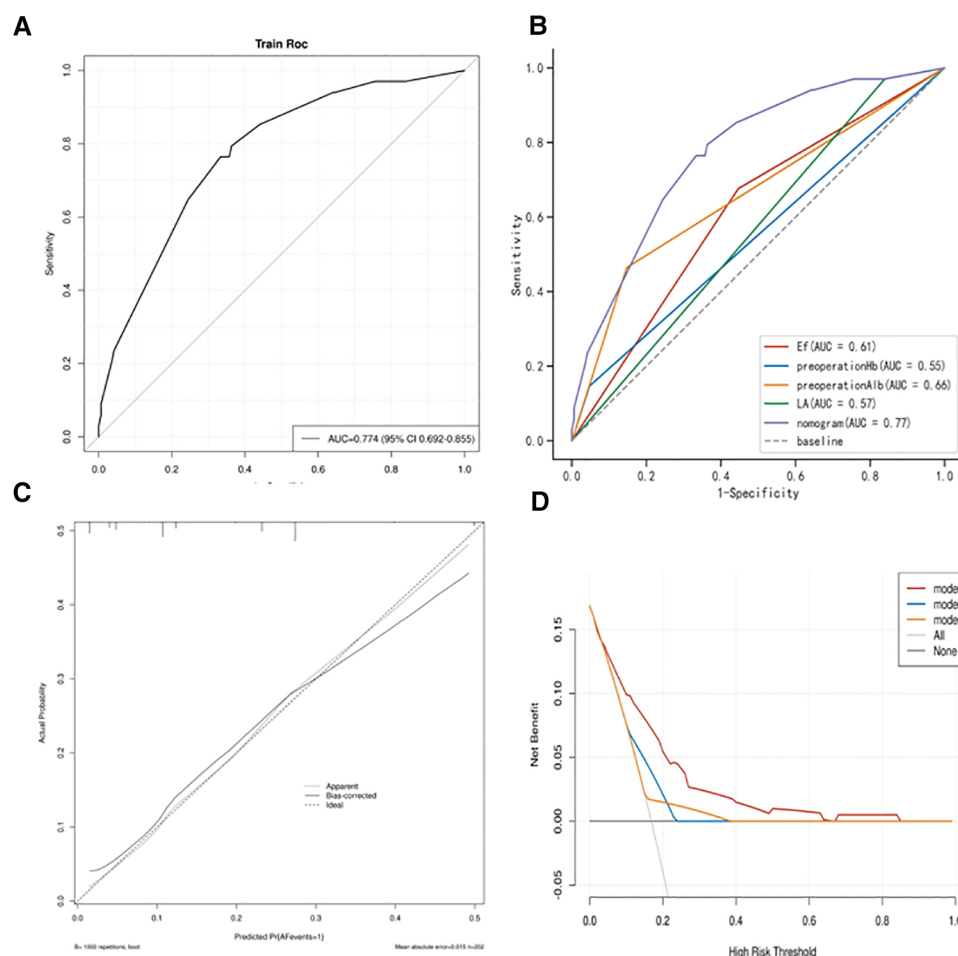 A
Train Roc
Sensitivity
1.0
0.8
0.6
0.4
0.2
0.0
0.0 0.2 0.4 0.6 0.8 1.0
AUC=0.774 (95% CI 0.692-0.855)
B
Sensitivity
1.0
0.8
0.6
0.4
0.2
0.0
0.0 0.2 0.4 0.6 0.8 1.0
1-Specificity
Ef(AUC = 0.61)
preoperationHb(AUC = 0.55)
preoperationAlb(AUC = 0.66)
LA(AUC = 0.57)
nomogram(AUC = 0.77)
baseline
C
Actual Probability
0.5
0.4
0.3
0.2
0.1
0.0
0.0 0.1 0.2 0.3 0.4 0.5
Apparent
Bias-corrected
Ideal
Predicted Pr{AFevents=1}
B= 1000 repetitions, boot
Mean absolute error=0.015 n=202
D
Net Benefit
0.15
0.10
0.05
0.00
-0.05
0.0 0.2 0.4 0.6 0.8 1.0
High Risk Threshold
model
model
model
All
None